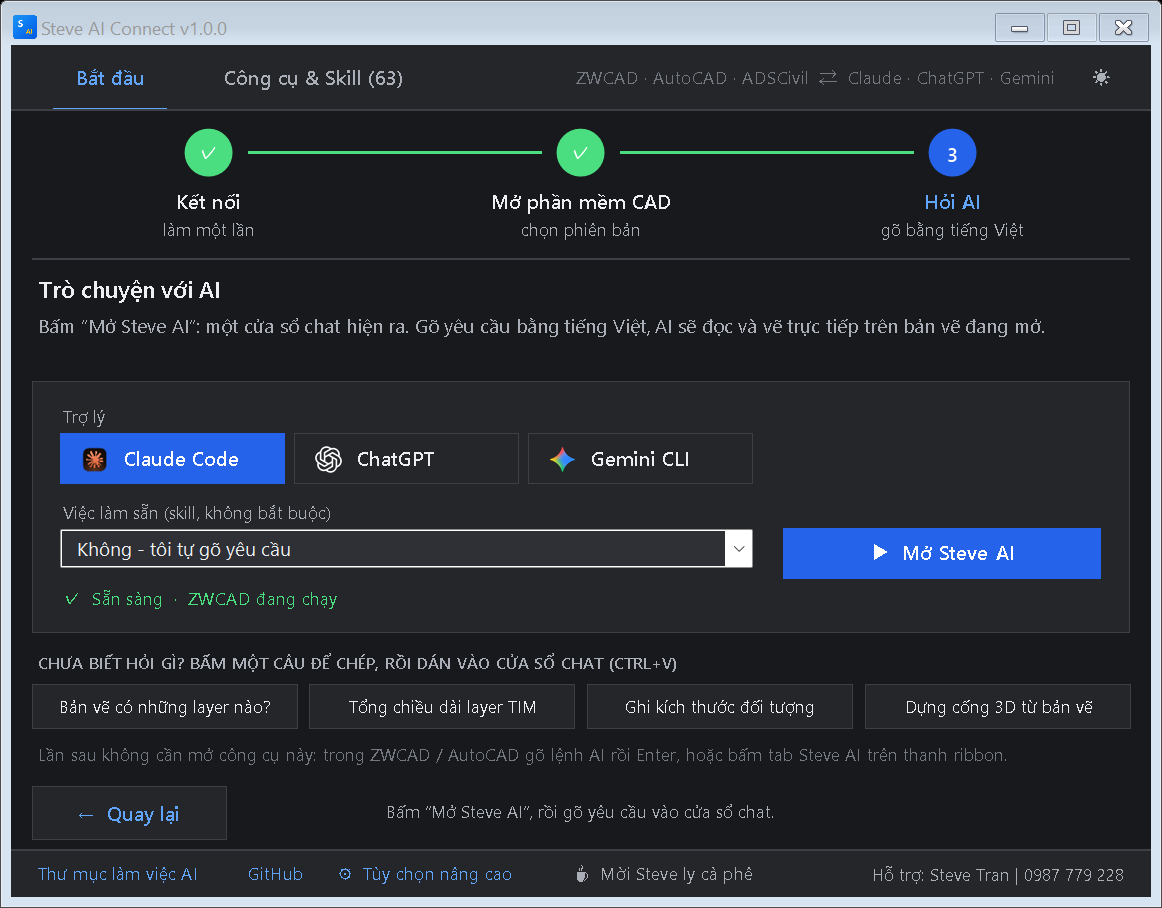 Steve AI Connect v1.0.0
Bắt đầu
Công cụ & Skill (63)
ZWCAD · AutoCAD · ADSCivil ⇄ Claude · ChatGPT · Gemini
3
Kết nối
Mở phần mềm CAD
Hỏi AI
làm một lần
chọn phiên bản
gõ bằng tiếng Việt
Trò chuyện với AI
Bấm “Mở Steve AI”: một cửa sổ chat hiện ra. Gõ yêu cầu bằng tiếng Việt, AI sẽ đọc và vẽ trực tiếp trên bản vẽ đang mở.
Trợ lý
Claude Code
ChatGPT
Gemini CLI
Việc làm sẵn (skill, không bắt buộc)
Không - tôi tự gõ yêu cầu
▶ Mở Steve AI
✓ Sẵn sàng · ZWCAD đang chạy
CHƯA BIẾT HỎI GÌ? BẤM MỘT CÂU ĐỂ CHÉP, RỒI DÁN VÀO CỬA SỔ CHAT (CTRL+V)
Bản vẽ có những layer nào?
Tổng chiều dài layer TIM
Ghi kích thước đối tượng
Dựng cống 3D từ bản vẽ
Lần sau không cần mở công cụ này: trong ZWCAD / AutoCAD gõ lệnh AI rồi Enter, hoặc bấm tab Steve AI trên thanh ribbon.
← Quay lại
Bấm “Mở Steve AI”, rồi gõ yêu cầu vào cửa sổ chat.
Thư mục làm việc AI
GitHub
Tùy chọn nâng cao
Mời Steve ly cà phê
Hỗ trợ: Steve Tran | 0987 779 228